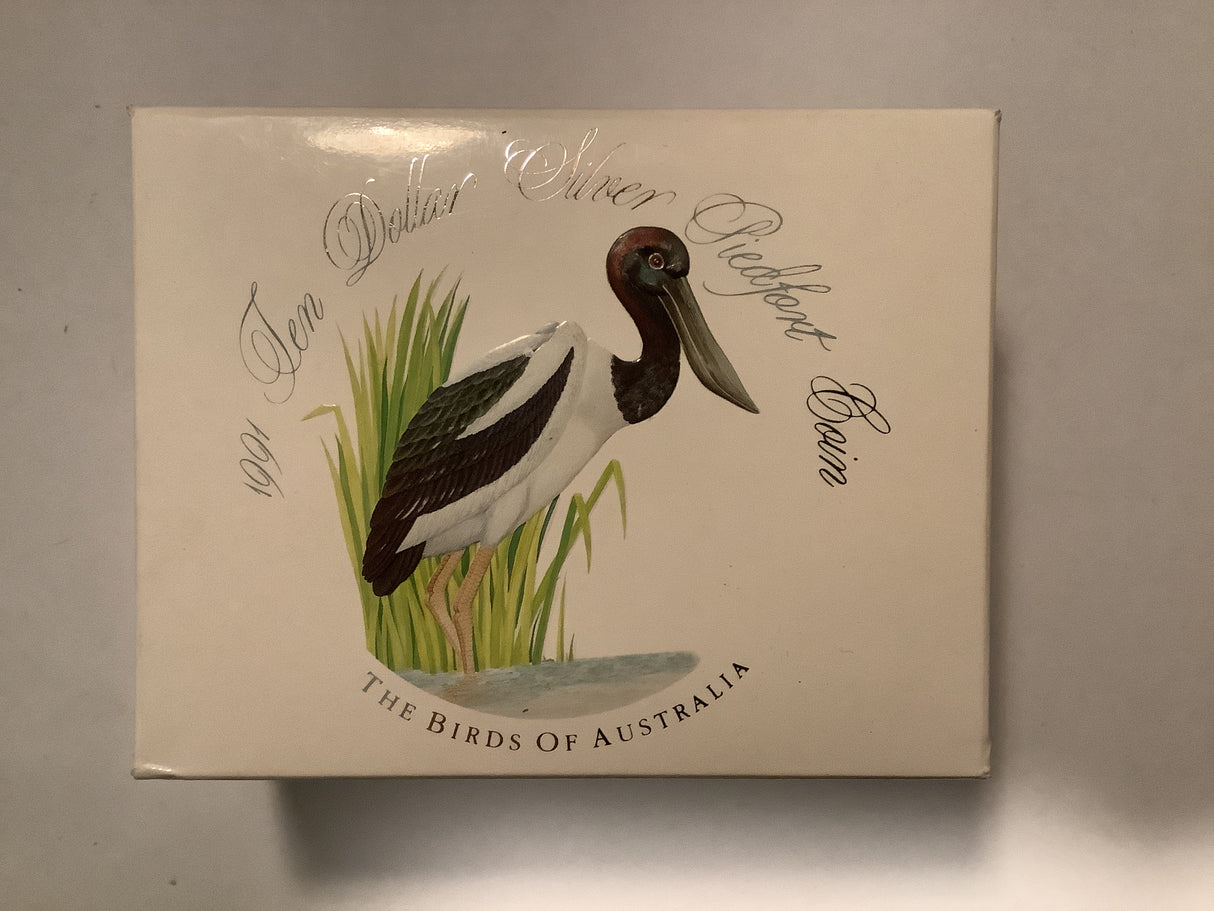 1991 Ten Dollar Silver Piedfort Coin
THE BIRDS OF AUSTRALIA